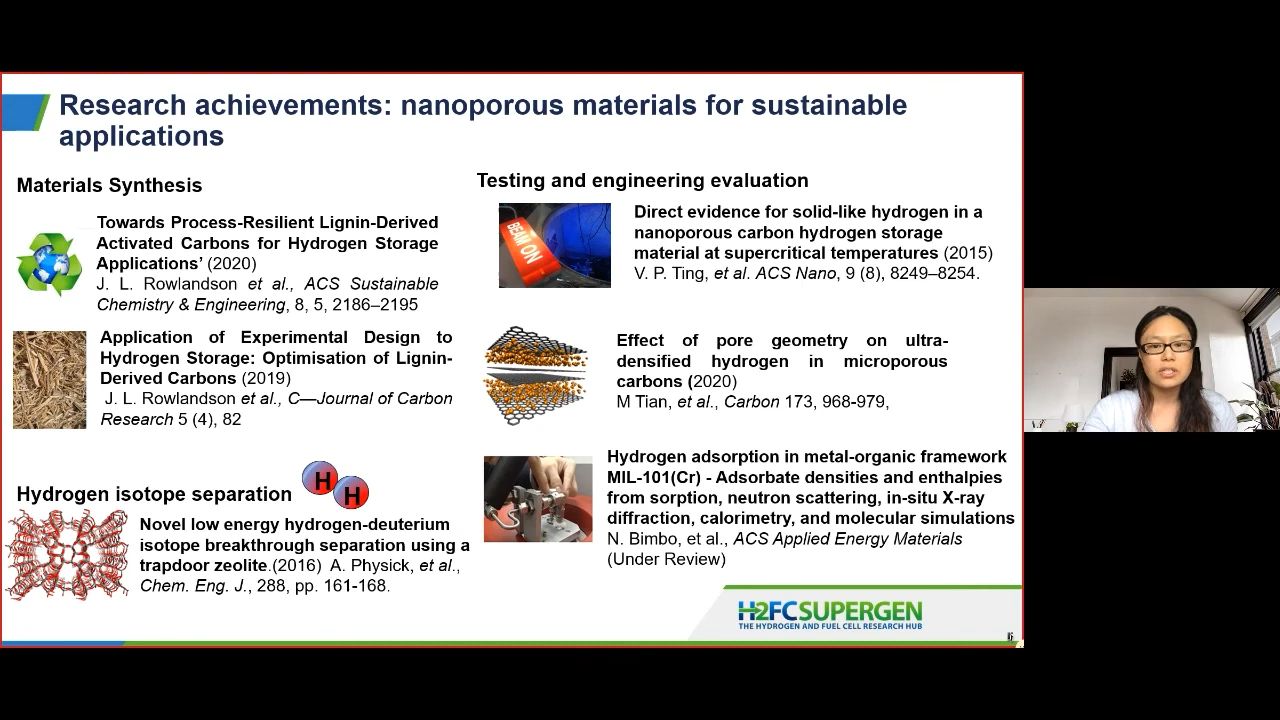 Research achievements: nanoporous materials for sustainable
applications
Materials Synthesis
Towards Process-Resilient Lignin-Derived
Activated Carbons for Hydrogen Storage
Applications’ (2020)
J. L. Rowlandson et al., ACS Sustainable
Chemistry & Engineering, 8, 5, 2186–2195
Application of Experimental Design to
Hydrogen Storage: Optimisation of Lignin-
Derived Carbons (2019)
J. L. Rowlandson et al., C—Journal of Carbon
Research 5 (4), 82
Hydrogen isotope separation
H
H
Novel low energy hydrogen-deuterium
isotope breakthrough separation using a
trapdoor zeolite.(2016) A. Physick, et al.,
Chem. Eng. J., 288, pp. 161-168.
Testing and engineering evaluation
BEAM ON
Direct evidence for solid-like hydrogen in a
nanoporous carbon hydrogen storage
material at supercritical temperatures (2015)
V. P. Ting, et al. ACS Nano, 9 (8), 8249–8254.
Effect of pore geometry on ultra-
densified hydrogen in microporous
carbons (2020)
M Tian, et al., Carbon 173, 968-979,
Hydrogen adsorption in metal-organic framework
MIL-101(Cr) - Adsorbate densities and enthalpies
from sorption, neutron scattering, in-situ X-ray
diffraction, calorimetry, and molecular simulations
N. Bimbo, et al., ACS Applied Energy Materials
(Under Review)
H2FCSUPERGEN
THE HYDROGEN AND FUEL CELL RESEARCH HUB